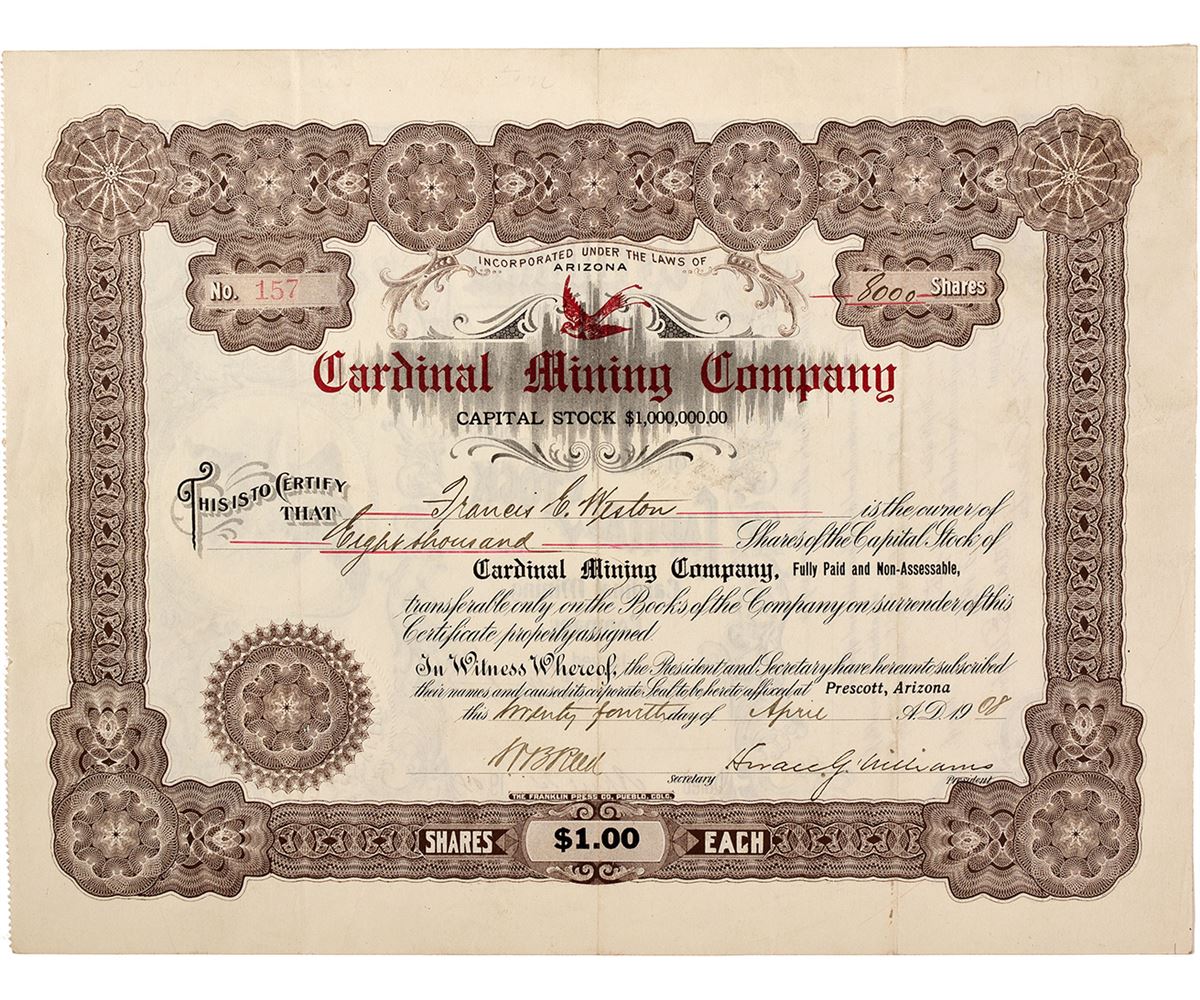 INCORPORATED UNDER THE LAWS OF
ARIZONA
No. 157
8000 Shares
Cardinal Mining Company
CAPITAL STOCK $1,000,000.00
THIS IS TO CERTIFY
THAT Francis E. Weston is the owner of
Eight thousand Shares of the Capital Stock of
Cardinal Mining Company, Fully Paid and Non-Assessable,
transferable only on the Books of the Company on surrender of this
Certificate properly assigned
In Witness Whereof, the President and Secretary have hereunto subscribed
their names and caused its corporate Seal to be hereto affixed at Prescott, Arizona
this twenty fourth day of April A.D. 1908
W B Reed Horace G. Williams
Secretary President
THE FRANKLIN PRESS CO. PUEBLO, COLO.
SHARES $1.00 EACH